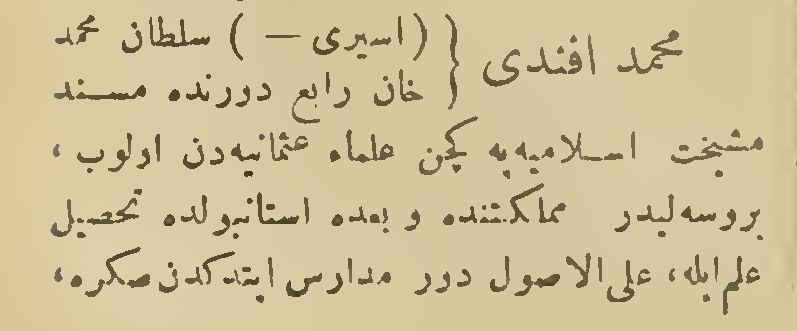 محمد افندی { ( اسیری — ) سلطان محمد
خان رابع دورنده مسند
مشیخت اسلامیه‌یه کچن علماء عثمانیه‌دن اولوب ،
بروسه‌لیدر مملکتنده و بعده استانبولده تحصیل
علم ایله، علی‌الاصول دور مدارس ایتدکدن صکره،